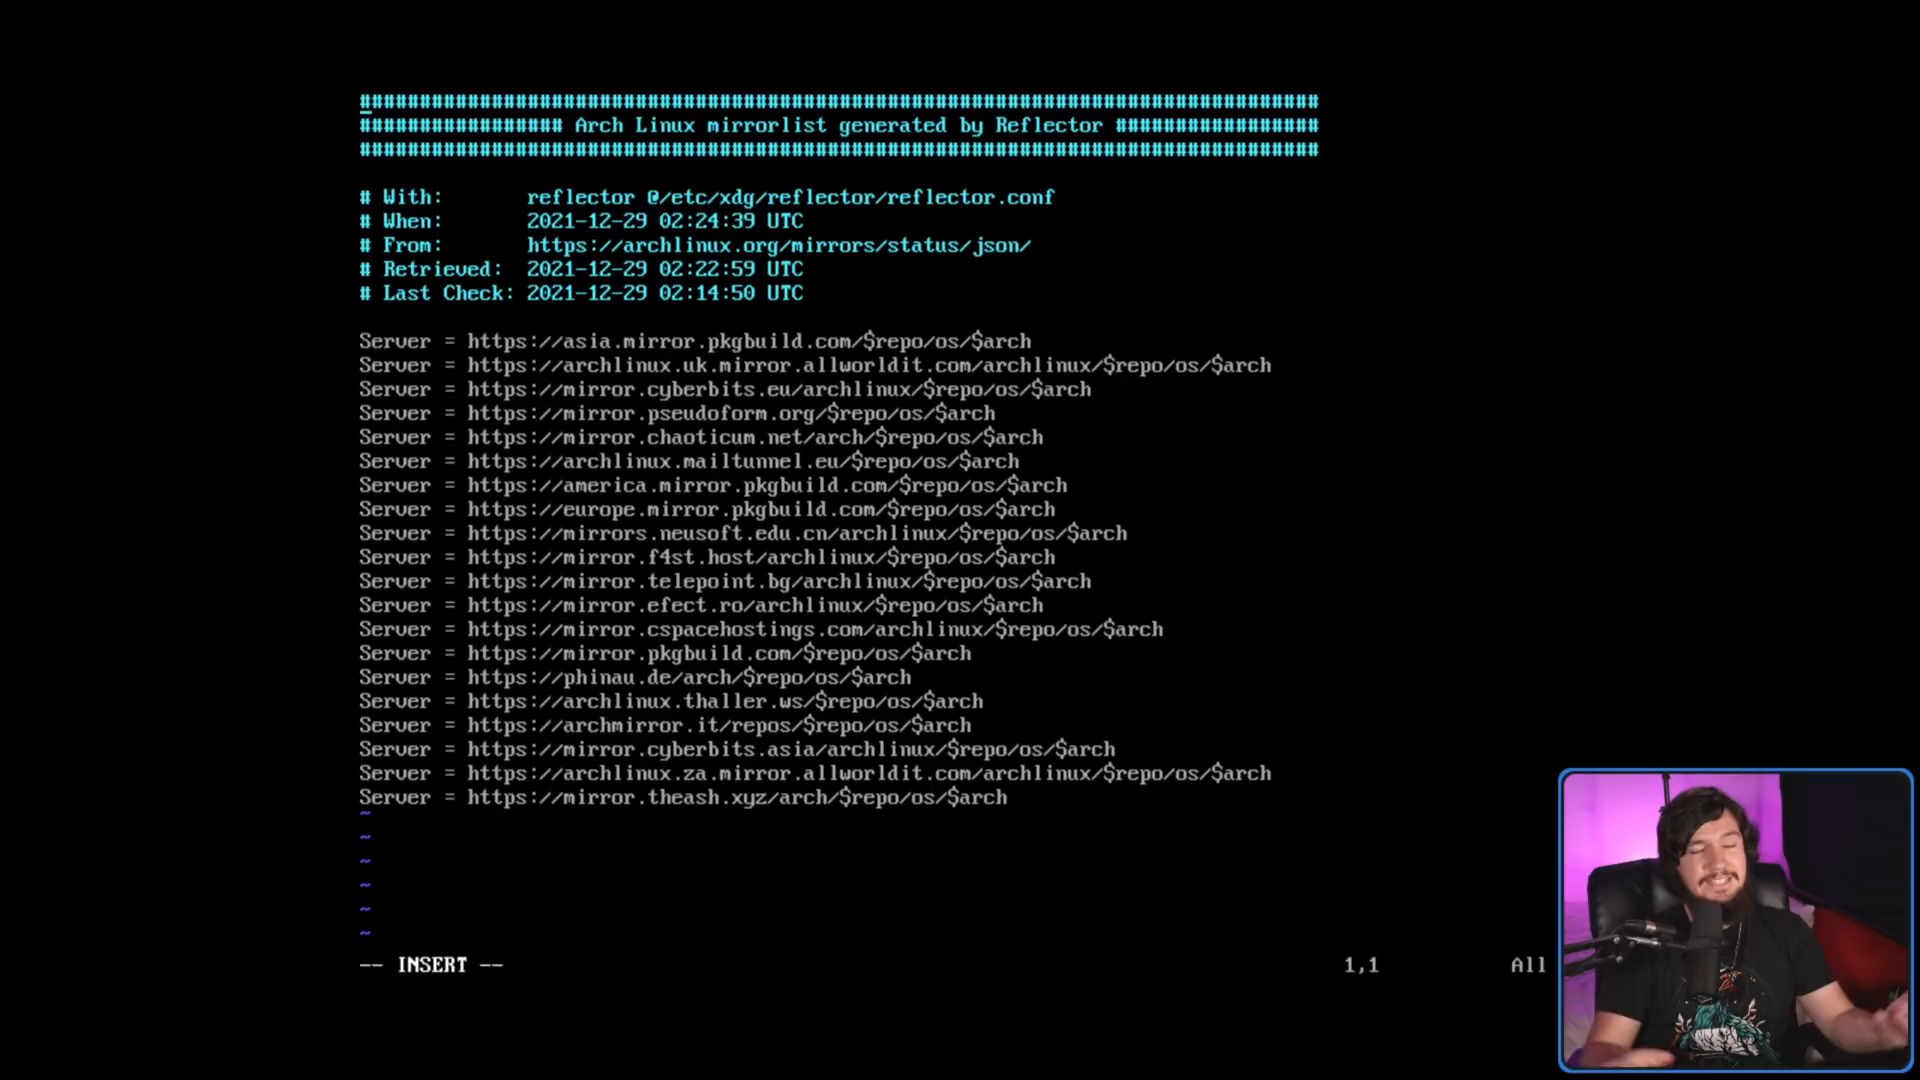 ################################################################################
################# Arch Linux mirrorlist generated by Reflector #################
################################################################################
# With: reflector @/etc/xdg/reflector/reflector.conf
# When: 2021-12-29 02:24:39 UTC
# From: https://archlinux.org/mirrors/status/json/
# Retrieved: 2021-12-29 02:22:59 UTC
# Last Check: 2021-12-29 02:14:50 UTC
Server = https://asia.mirror.pkgbuild.com/$repo/os/$arch
Server = https://archlinux.uk.mirror.allworldit.com/archlinux/$repo/os/$arch
Server = https://mirror.cyberbits.eu/archlinux/$repo/os/$arch
Server = https://mirror.pseudoform.org/$repo/os/$arch
Server = https://mirror.chaoticum.net/arch/$repo/os/$arch
Server = https://archlinux.mailtunnel.eu/$repo/os/$arch
Server = https://america.mirror.pkgbuild.com/$repo/os/$arch
Server = https://europe.mirror.pkgbuild.com/$repo/os/$arch
Server = https://mirrors.neusoft.edu.cn/archlinux/$repo/os/$arch
Server = https://mirror.f4st.host/archlinux/$repo/os/$arch
Server = https://mirror.telepoint.bg/archlinux/$repo/os/$arch
Server = https://mirror.efect.ro/archlinux/$repo/os/$arch
Server = https://mirror.cspacehostings.com/archlinux/$repo/os/$arch
Server = https://mirror.pkgbuild.com/$repo/os/$arch
Server = https://phinau.de/arch/$repo/os/$arch
Server = https://archlinux.thaller.ws/$repo/os/$arch
Server = https://archmirror.it/repos/$repo/os/$arch
Server = https://mirror.cyberbits.asia/archlinux/$repo/os/$arch
Server = https://archlinux.za.mirror.allworldit.com/archlinux/$repo/os/$arch
Server = https://mirror.theash.xyz/arch/$repo/os/$arch
~
~
~
~
~
~
-- INSERT -- 1,1 All